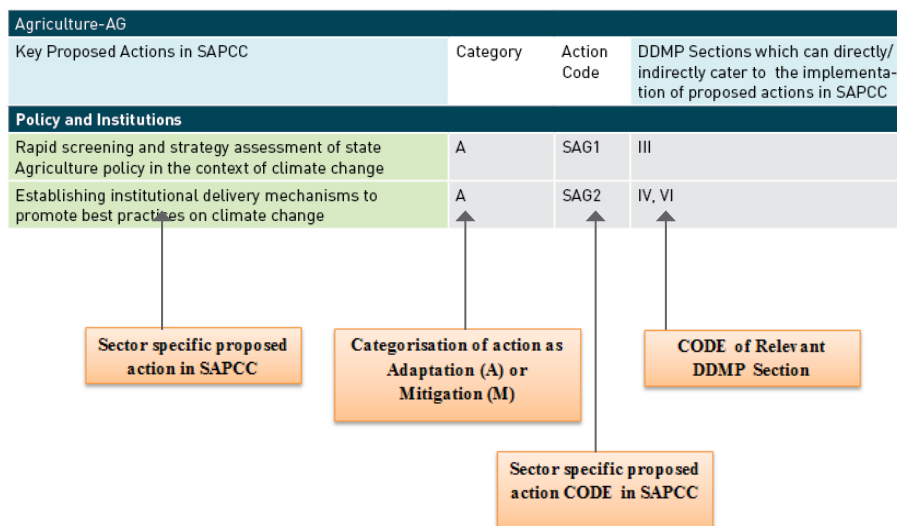 Agriculture-AG
Key Proposed Actions in SAPCC
Category
Action
Code
DDMP Sections which can directly/
indirectly cater to the implementa-
tion of proposed actions in SAPCC
Policy and Institutions
Rapid screening and strategy assessment of state
Agriculture policy in the context of climate change
A
SAG1
III
Establishing institutional delivery mechanisms to
promote best practices on climate change
A
SAG2
IV, VI
Sector specific proposed
action in SAPCC
Categorisation of action as
Adaptation (A) or
Mitigation (M)
CODE of Relevant
DDMP Section
Sector specific proposed
action CODE in SAPCC